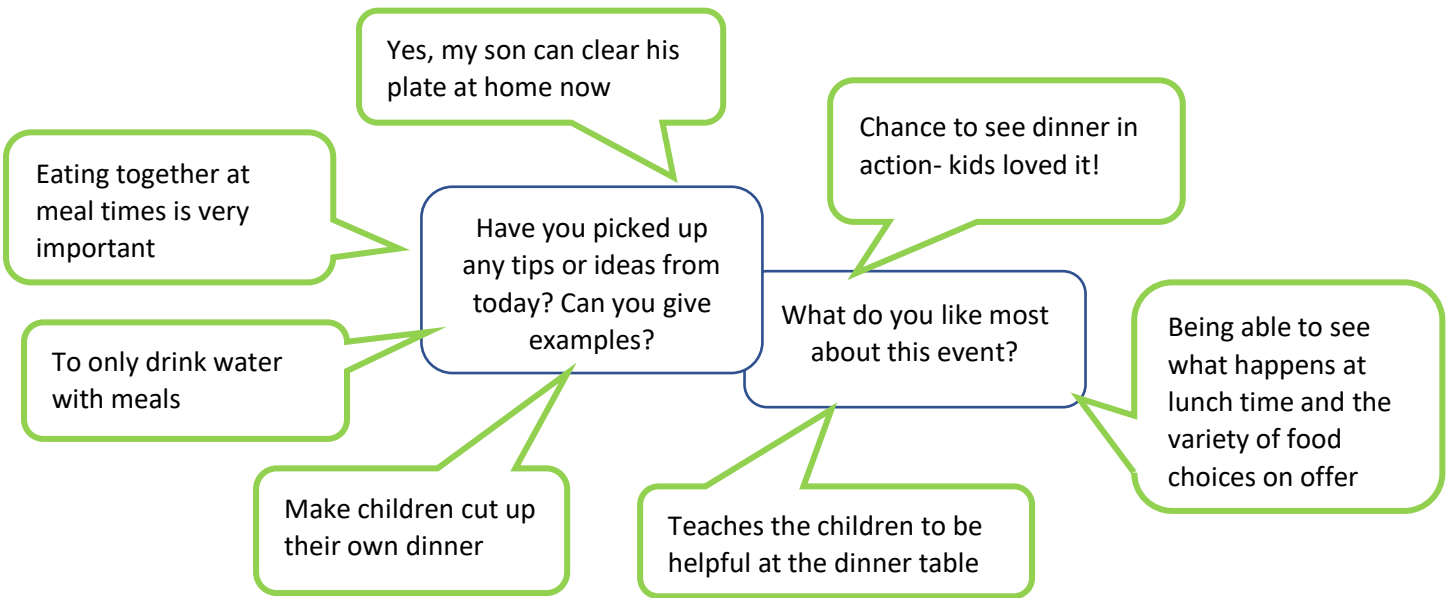 Yes, my son can clear his
plate at home now
Chance to see dinner in
action- kids loved it!
Eating together at
meal times is very
important
Have you picked up
any tips or ideas from
today? Can you give
examples?
What do you like most
about this event?
Being able to see
what happens at
lunch time and the
variety of food
choices on offer
To only drink water
with meals
Make children cut up
their own dinner
Teaches the children to be
helpful at the dinner table